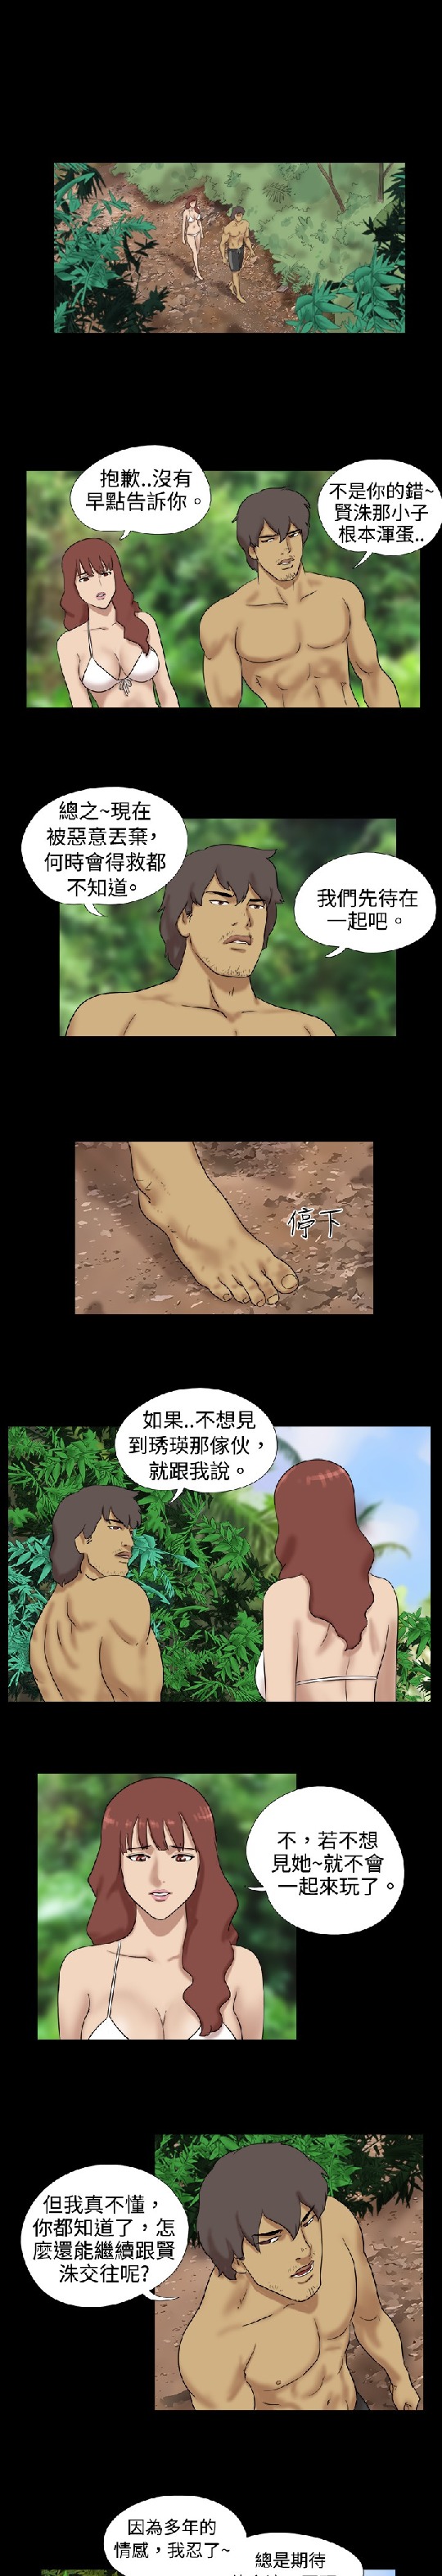 抱歉..沒有
早點告訴你。
不是你的錯~
賢洙那小子
根本渾蛋..
總之~現在
被惡意丟棄,
何時會得救都
不知道。
我們先待在
一起吧。
停下
如果..不想見
到琇瑛那傢伙，
就跟我說。
不，若不想
見她~就不會
一起來玩了。
但我真不懂，
你都知道了，怎
麼還能繼續跟賢
洙交往呢?
因為多年的
情感，我忍了~
總是期待